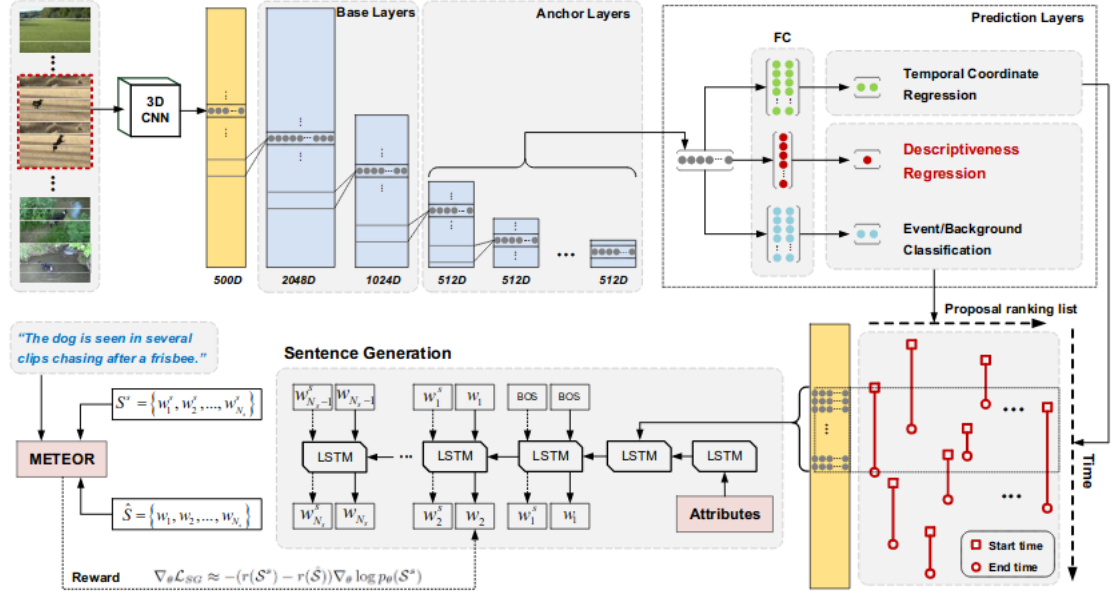 Base Layers
Anchor Layers
Prediction Layers
3D
CNN
FC
Temporal Coordinate
Regression
Descriptiveness
Regression
Event/Background
Classification
500D
2048D
1024D
512D
512D
...
512D
Proposal ranking list
"The dog is seen in several
clips chasing after a frisbee."
Sentence Generation
S^s = {w_1^s, w_2^s, ..., w_{N_s}^s}
METEOR
Ŝ = {w_1, w_2, ..., w_{N_s}}
w_{N_s-1}^s w_{N_s-1} w_1^s w_1 BOS BOS
LSTM ... LSTM LSTM LSTM LSTM
w_{N_s}^s w_{N_s} w_2^s w_2 w_1^s w_1
Attributes
Time
Start time
End time
Reward ∇_θ L_{SG} ≈ −(r(S^s) − r(Ŝ))∇_θ log p_θ(S^s)